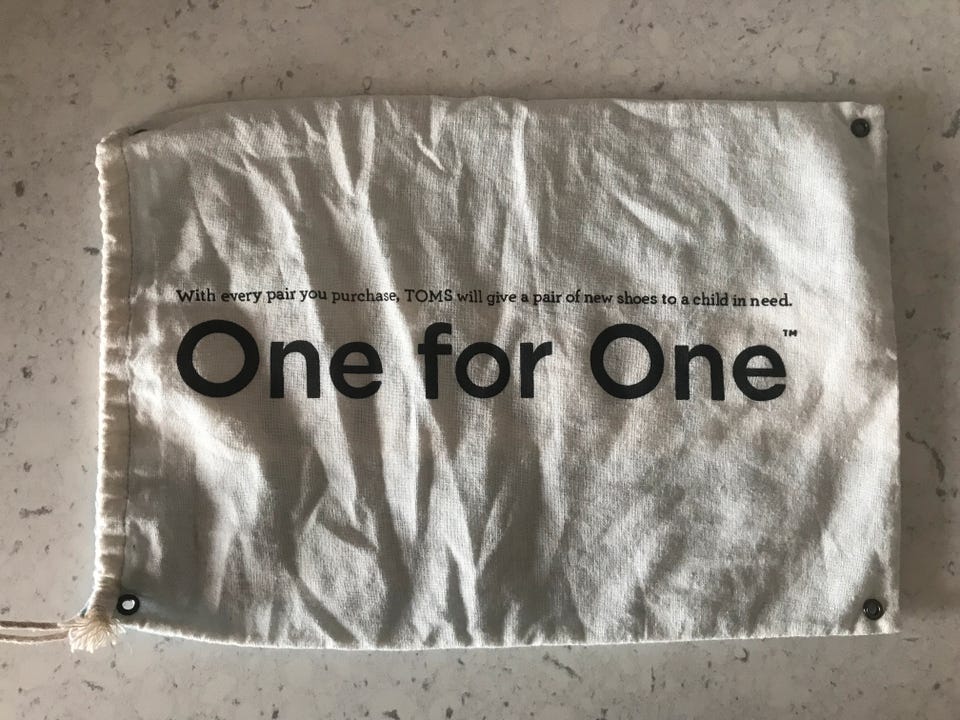 With every pair you purchase, TOMS will give a pair of new shoes to a child in need.
One for One™